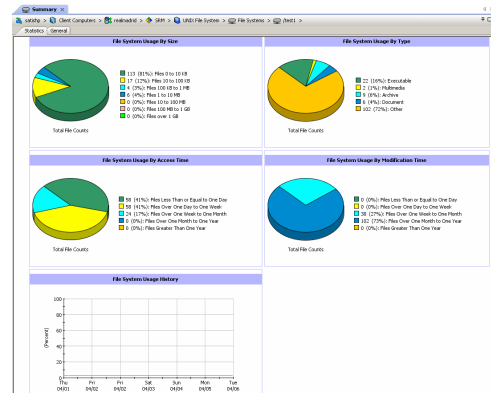 Summary ×
satishp > Client Computers > realmadrid > SRM > UNIX File System > File Systems > /test1 >
Statistics General
File System Usage By Size
113 (81%): Files 0 to 10 kB
17 (12%): Files 10 to 100 kB
4 (3%): Files 100 kB to 1 MB
6 (4%): Files 1 to 10 MB
0 (0%): Files 10 to 100 MB
0 (0%): Files 100 MB to 1 GB
0 (0%): Files over 1 GB
Total File Counts
File System Usage By Type
22 (16%): Executable
2 (1%): Multimedia
9 (6%): Archive
6 (4%): Document
102 (72%): Other
Total File Counts
File System Usage By Access Time
58 (41%): Files Less Than or Equal to One Day
58 (41%): Files Over One Day to One Week
24 (17%): Files Over One Week to One Month
0 (0%): Files Over One Month to One Year
0 (0%): Files Greater Than One Year
Total File Counts
File System Usage By Modification Time
0 (0%): Files Less Than or Equal to One Day
0 (0%): Files Over One Day to One Week
38 (27%): Files Over One Week to One Month
102 (73%): Files Over One Month to One Year
0 (0%): Files Greater Than One Year
Total File Counts
File System Usage History
(Percent)
100
80
60
40
20
0
Thu Fri Fri Sat Sun Mon Tue
04/01 04/02 04/02 04/03 04/04 04/05 04/06